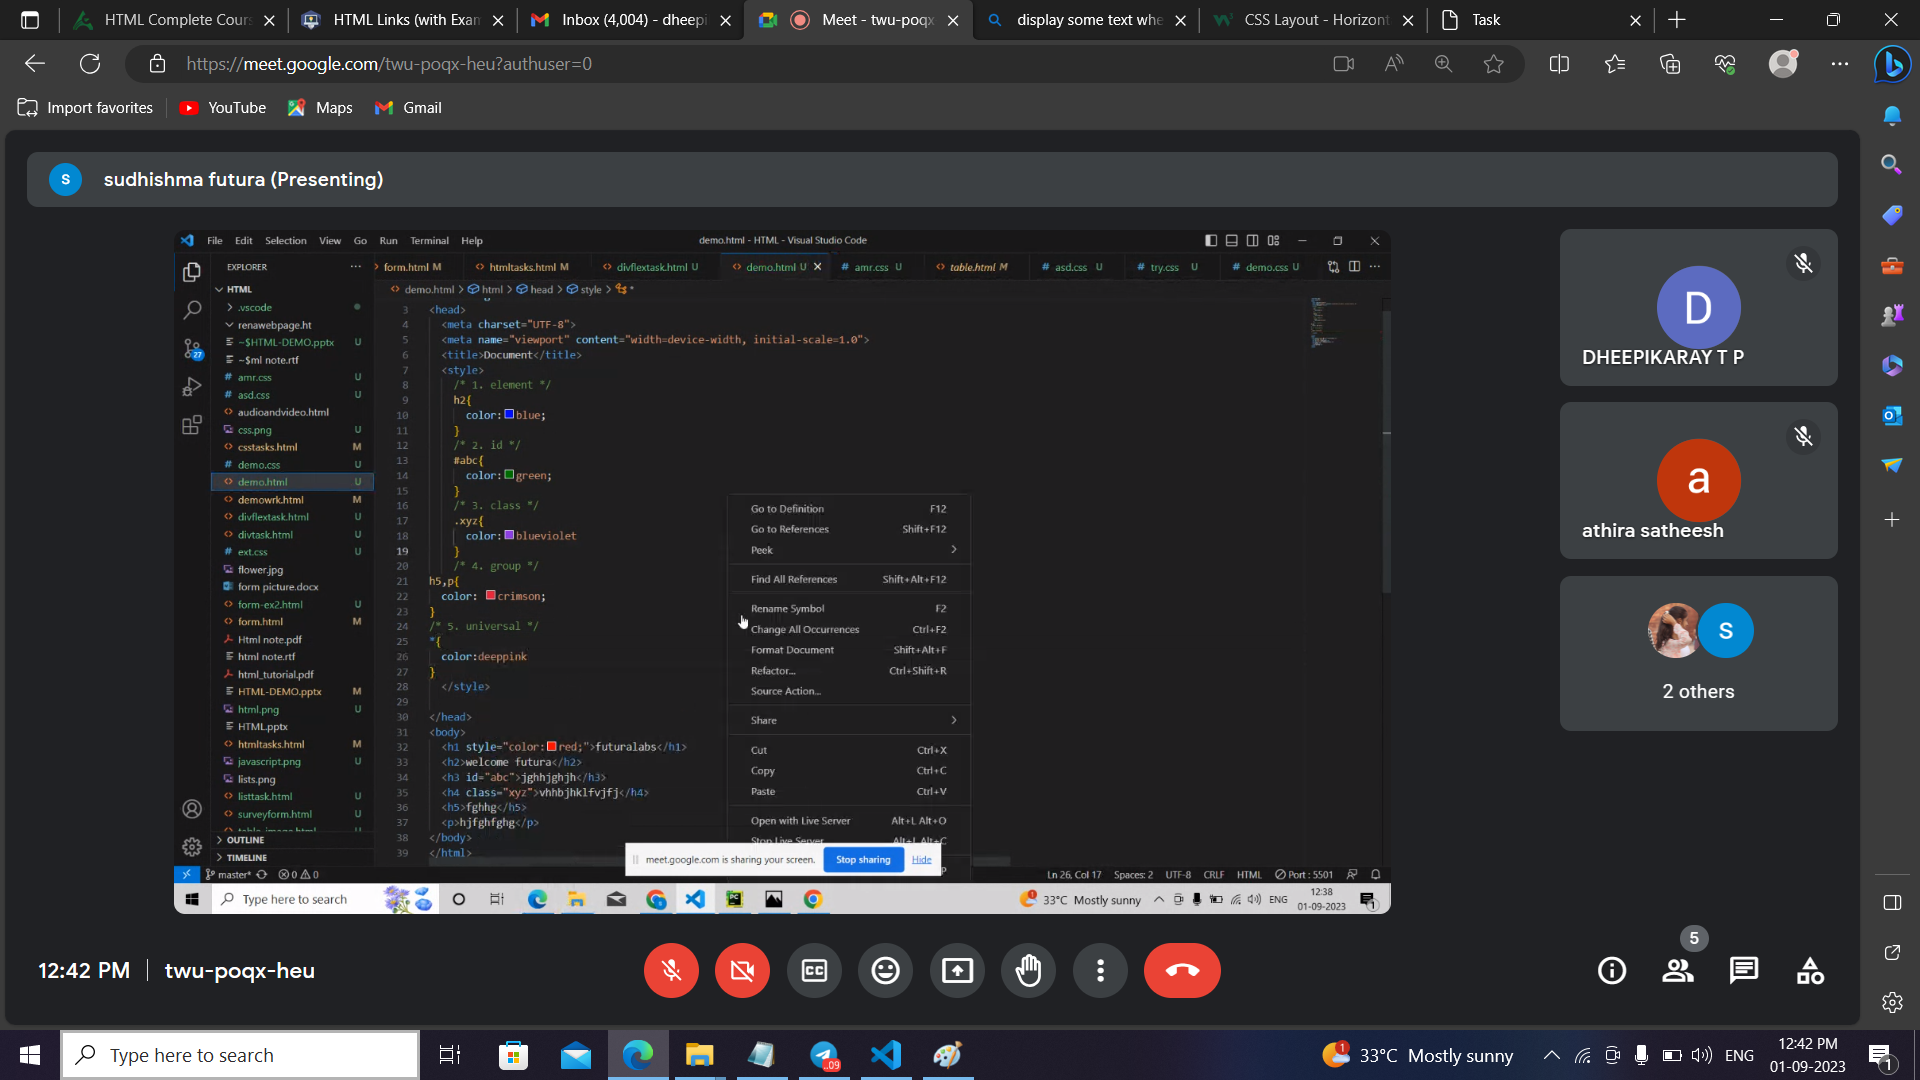 HTML Complete Cours
HTML Links (with Exam
Inbox (4,004) - dheepi
Meet - twu-poqx
display some text whe
CSS Layout - Horizont
Task
https://meet.google.com/twu-poqx-heu?authuser=0
Import favorites
YouTube
Maps
Gmail
S
sudhishma futura (Presenting)
File Edit Selection View Go Run Terminal Help
demo.html - HTML - Visual Studio Code
EXPLORER
form.html M
htmltasks.html M
divflextask.html U
demo.html U
amr.css U
table.html M
asd.css U
try.css U
demo.css U
demo.html > html > head > style > *
HTML
.vscode
renawebpage.ht
~$HTML-DEMO.pptx U
~$ml note.rtf
amr.css U
asd.css U
audioandvideo.html
css.png U
csstasks.html M
demo.css U
demo.html U
demowrk.html M
divflextask.html U
divtask.html U
ext.css U
flower.jpg
form picture.docx
form-ex2.html U
form.html M
Html note.pdf
html note.rtf
html_tutorial.pdf
HTML-DEMO.pptx M
html.png U
HTML.pptx
htmltasks.html M
javascript.png U
lists.png
listtask.html U
surveyform.html U
OUTLINE
TIMELINE
27
3 <head>
4 <meta charset="UTF-8">
5 <meta name="viewport" content="width=device-width, initial-scale=1.0">
6 <title>Document</title>
7 <style>
8 /* 1. element */
9 h2{
10 color: blue;
11 }
12 /* 2. id */
13 #abc{
14 color: green;
15 }
16 /* 3. class */
17 .xyz{
18 color: blueviolet
19 }
20 /* 4. group */
21 h5,p{
22 color: crimson;
23 }
24 /* 5. universal */
25 *{
26 color:deeppink
27 }
28 </style>
29
30 </head>
31 <body>
32 <h1 style="color: red;">futuralabs</h1>
33 <h2>welcome futura</h2>
34 <h3 id="abc">jghhjghjh</h3>
35 <h4 class="xyz">vhhbjhklfvjfj</h4>
36 <h5>fghhg</h5>
37 <p>hjfghfghg</p>
38 </body>
39 </html>
Go to Definition F12
Go to References Shift+F12
Peek
Find All References Shift+Alt+F12
Rename Symbol F2
Change All Occurrences Ctrl+F2
Format Document Shift+Alt+F
Refactor... Ctrl+Shift+R
Source Action...
Share
Cut Ctrl+X
Copy Ctrl+C
Paste Ctrl+V
Open with Live Server Alt+L Alt+O
Stop Live Server Alt+L Alt+C
meet.google.com is sharing your screen.
Stop sharing
Hide
master*
0 0
Ln 26, Col 17
Spaces: 2
UTF-8
CRLF
HTML
Port : 5501
Type here to search
33°C Mostly sunny
ENG
12:38
01-09-2023
1
D
DHEEPIKARAY T P
a
athira satheesh
S
2 others
12:42 PM
twu-poqx-heu
5
Type here to search
.09
1
33°C Mostly sunny
ENG
12:42 PM
01-09-2023
1